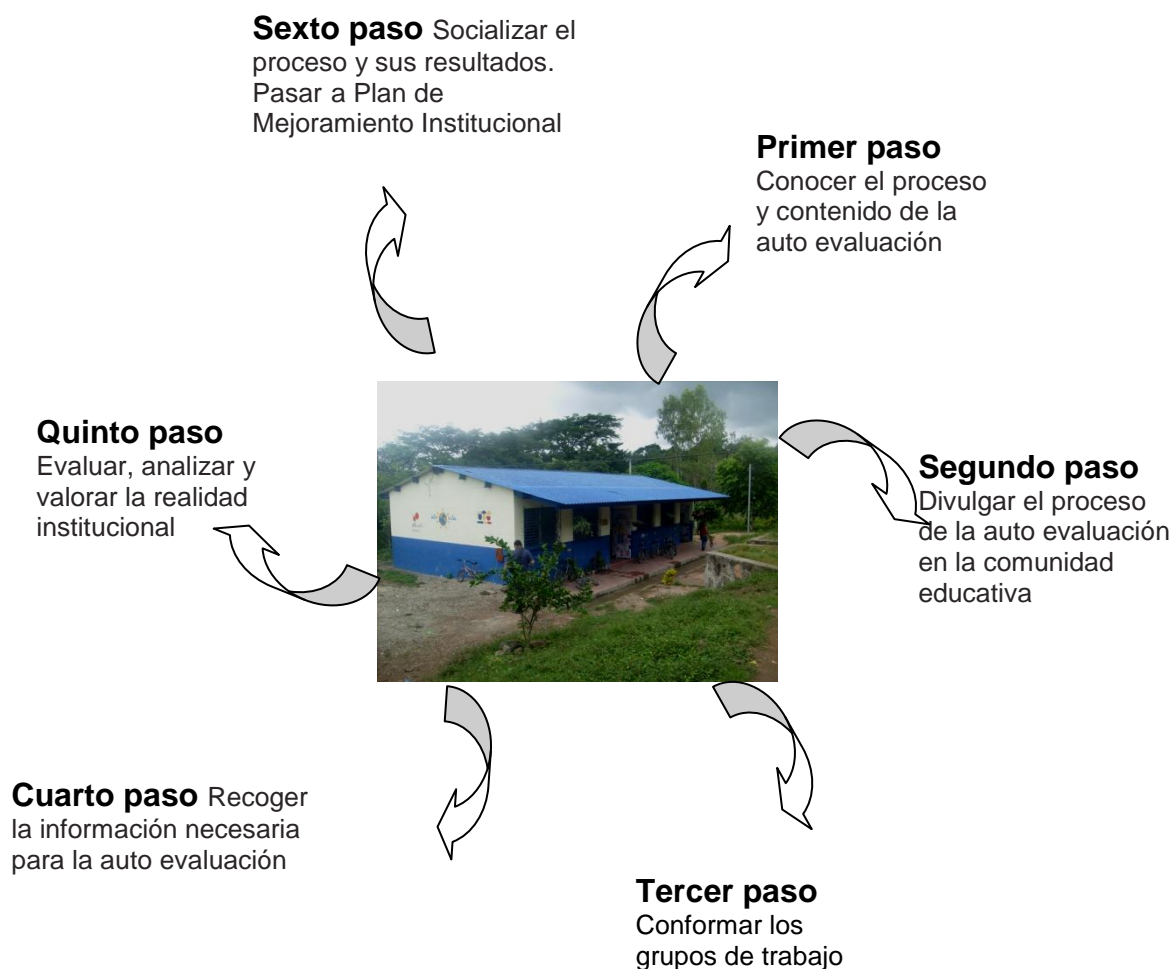 Sexto paso Socializar el
proceso y sus resultados.
Pasar a Plan de
Mejoramiento Institucional
Primer paso
Conocer el proceso
y contenido de la
auto evaluación
Quinto paso
Evaluar, analizar y
valorar la realidad
institucional
Segundo paso
Divulgar el proceso
de la auto evaluación
en la comunidad
educativa
Cuarto paso Recoger
la información necesaria
para la auto evaluación
Tercer paso
Conformar los
grupos de trabajo